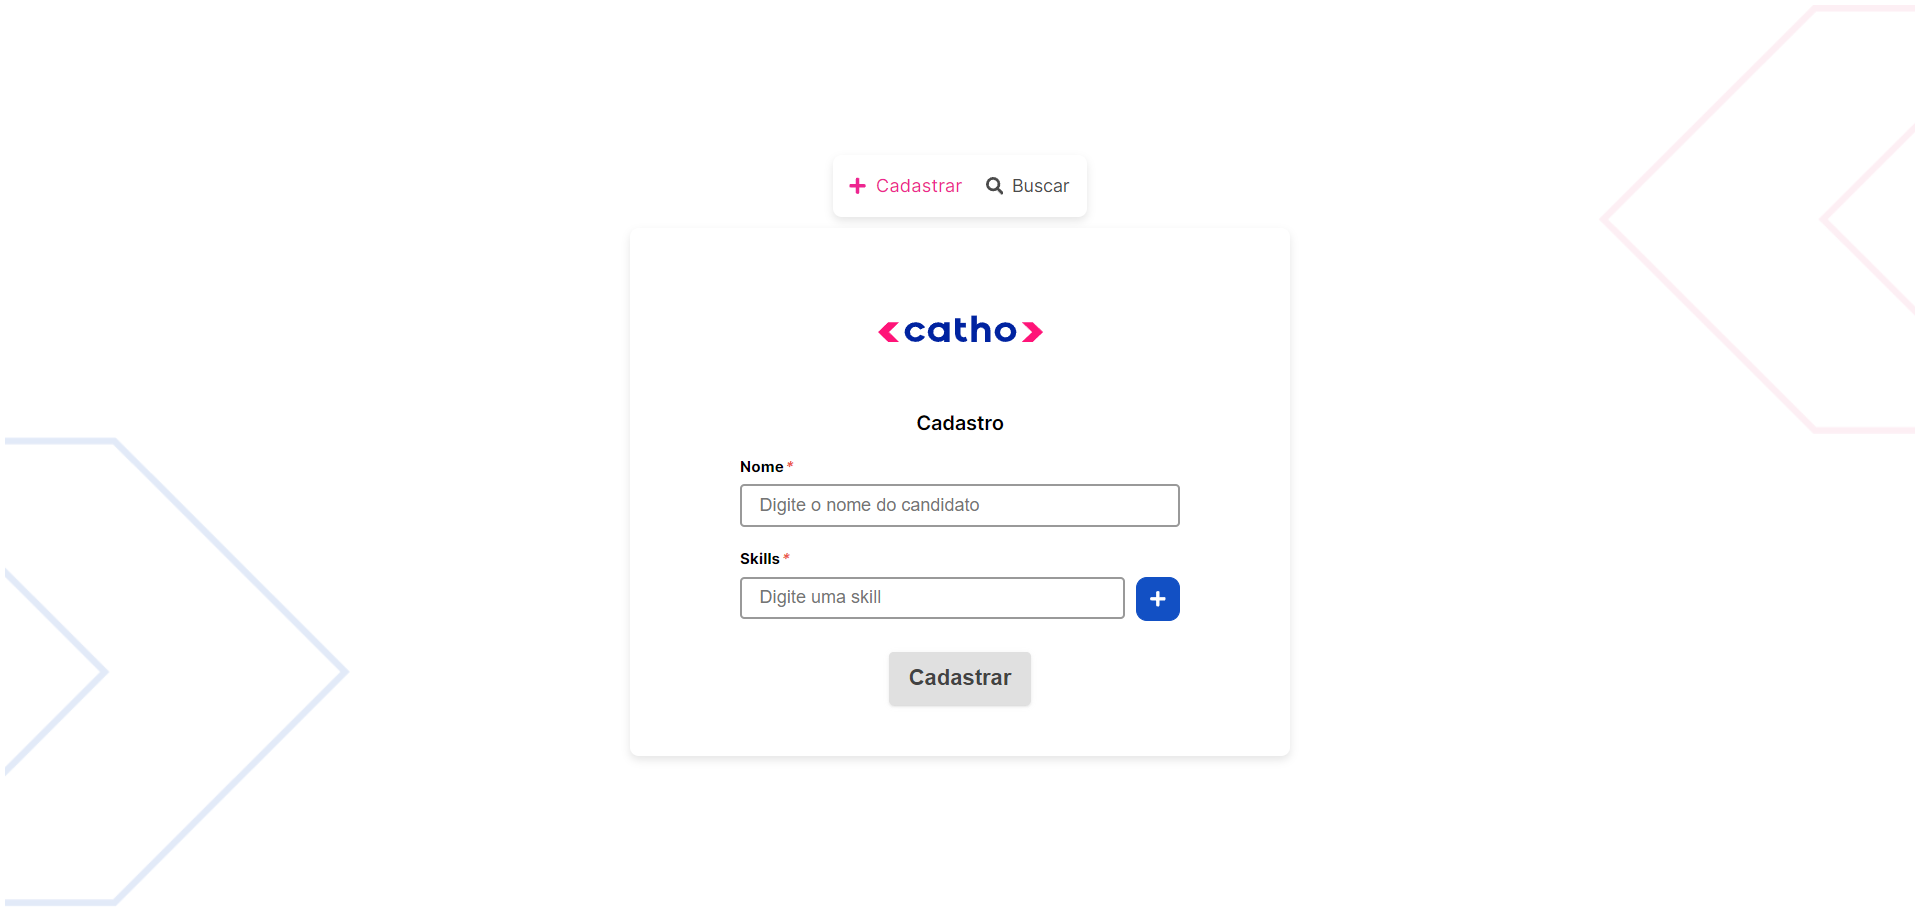 Cadastrar Buscar
catho
Cadastro
Nome*
Digite o nome do candidato
Skills*
Digite uma skill
Cadastrar